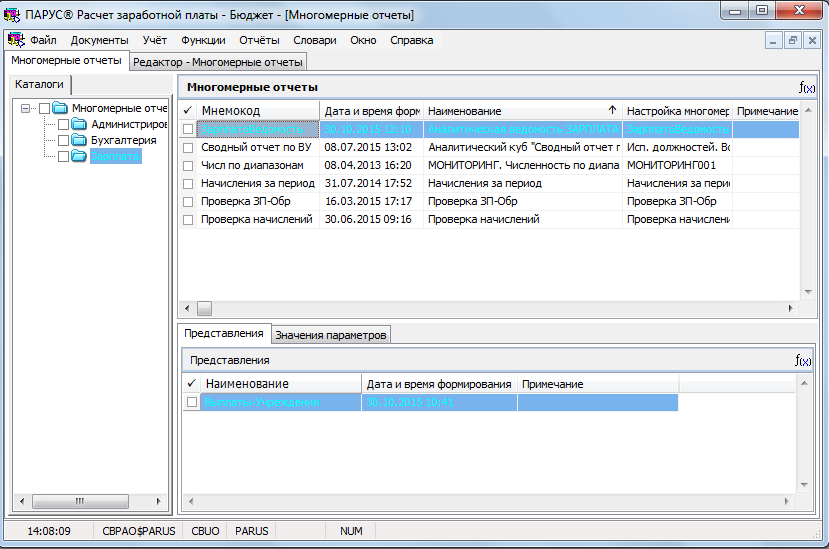 ПАРУС® Расчет заработной платы - Бюджет - [Многомерные отчеты]
Файл Документы Учёт Функции Отчёты Словари Окно Справка
Многомерные отчеты Редактор - Многомерные отчеты
Каталоги
Многомерные отче
Администриров
Бухгалтерия
Зарплата
Многомерные отчеты f(x)
✓ Мнемокод Дата и время форм Наименование ↑ Настройка многомер Примечание
ЗарплатаВедомость 30.10.2015 12:10 Аналитическая ведомость ЗАРПЛАТА ЗарплатаВедомость
Сводный отчет по ВУ 08.07.2015 13:02 Аналитический куб "Сводный отчет г Исп. должностей. Во
Числ по диапазонам 08.04.2013 16:20 МОНИТОРИНГ. Численность по диапа МОНИТОРИНГ001
Начисления за период 31.07.2014 17:52 Начисления за период Начисления за пери
Проверка ЗП-Обр 16.03.2015 17:17 Проверка ЗП-Обр Проверка ЗП-Обр
Проверка начислений 30.06.2015 09:16 Проверка начислений Проверка начислен
Представления Значения параметров
Представления f(x)
✓ Наименование Дата и время формирования Примечание
Выплаты-Учреждения 30.10.2015 10:41
14:08:09 CBPAO$PARUS CBUO PARUS NUM